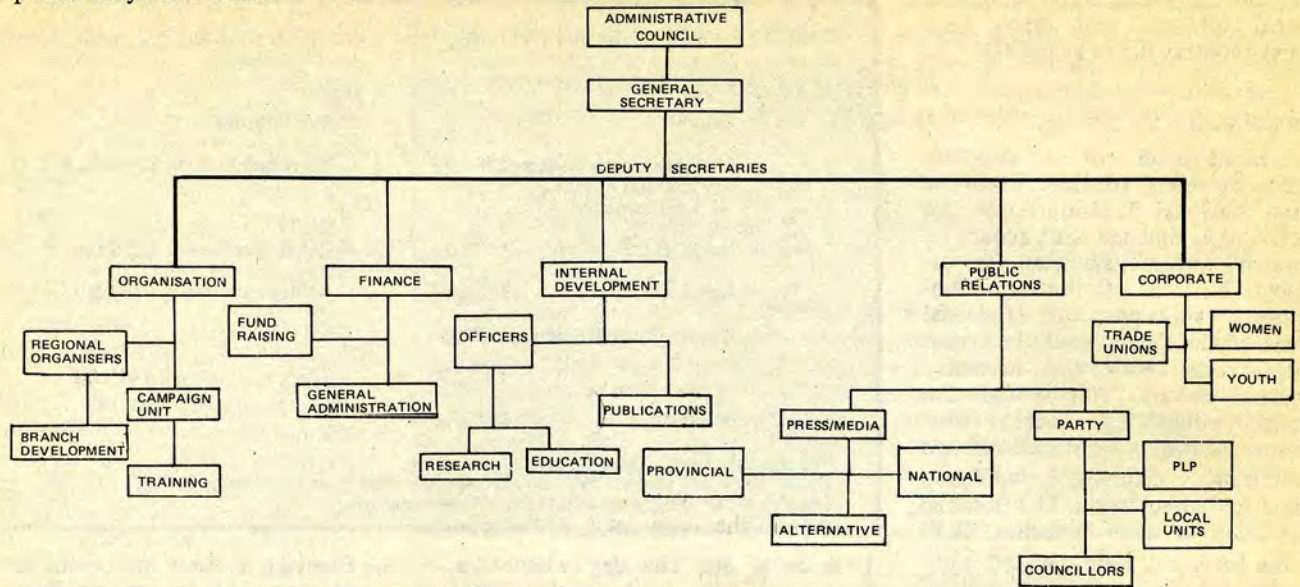 ADMINISTRATIVE
COUNCIL
GENERAL
SECRETARY
DEPUTY SECRETARIES
ORGANISATION
FINANCE
INTERNAL
DEVELOPMENT
PUBLIC
RELATIONS
CORPORATE
REGIONAL
ORGANISERS
FUND
RAISING
OFFICERS
TRADE
UNIONS
WOMEN
YOUTH
CAMPAIGN
UNIT
GENERAL
ADMINISTRATION
PUBLICATIONS
PRESS/MEDIA
PARTY
BRANCH
DEVELOPMENT
TRAINING
RESEARCH
EDUCATION
PROVINCIAL
NATIONAL
ALTERNATIVE
PLP
LOCAL
UNITS
COUNCILLORS